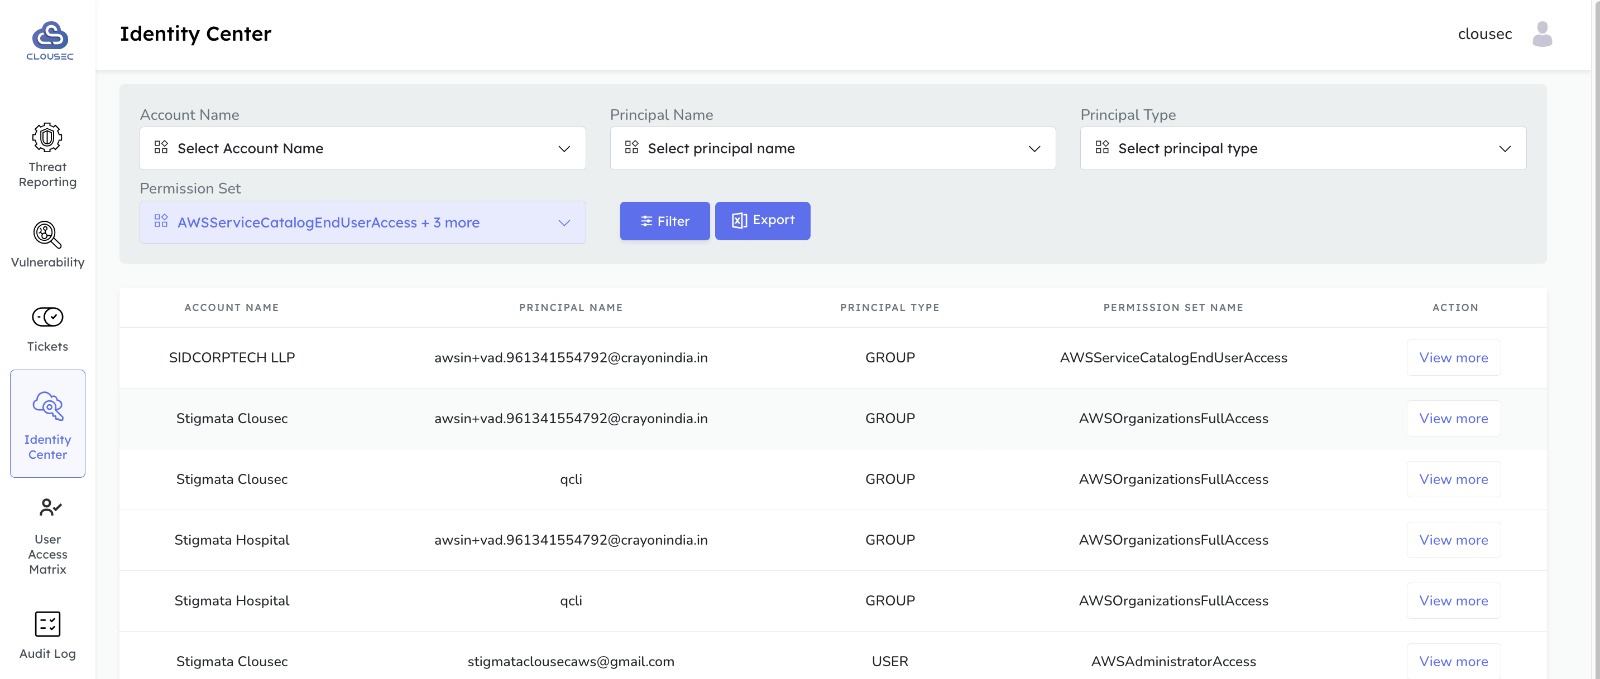 CLOUSEC
Identity Center
clousec
Threat
Reporting
Vulnerability
Tickets
Identity
Center
User
Access
Matrix
Audit Log
Account Name
Select Account Name
Principal Name
Select principal name
Principal Type
Select principal type
Permission Set
AWSServiceCatalogEndUserAccess + 3 more
Filter
Export
ACCOUNT NAME PRINCIPAL NAME PRINCIPAL TYPE PERMISSION SET NAME ACTION
SIDCORPTECH LLP awsin+vad.961341554792@crayonindia.in GROUP AWSServiceCatalogEndUserAccess View more
Stigmata Clousec awsin+vad.961341554792@crayonindia.in GROUP AWSOrganizationsFullAccess View more
Stigmata Clousec qcli GROUP AWSOrganizationsFullAccess View more
Stigmata Hospital awsin+vad.961341554792@crayonindia.in GROUP AWSOrganizationsFullAccess View more
Stigmata Hospital qcli GROUP AWSOrganizationsFullAccess View more
Stigmata Clousec stigmataclousecaws@gmail.com USER AWSAdministratorAccess View more